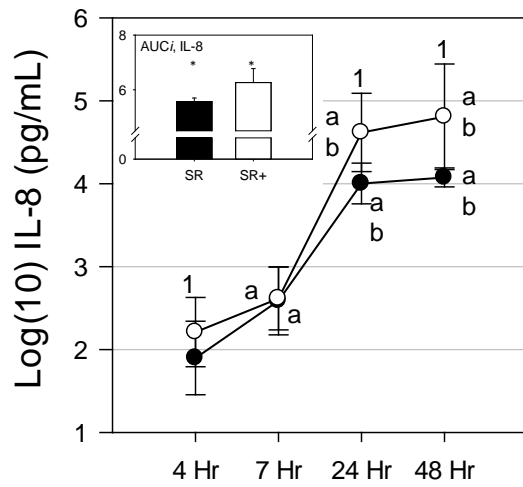 Log(10) IL-8 (pg/mL)
6
5
4
3
2
1
AUCi, IL-8
8
6
0
*
*
SR
SR+
1
a
a
1
a
b
a
b
1
a
b
a
b
4 Hr
7 Hr
24 Hr
48 Hr